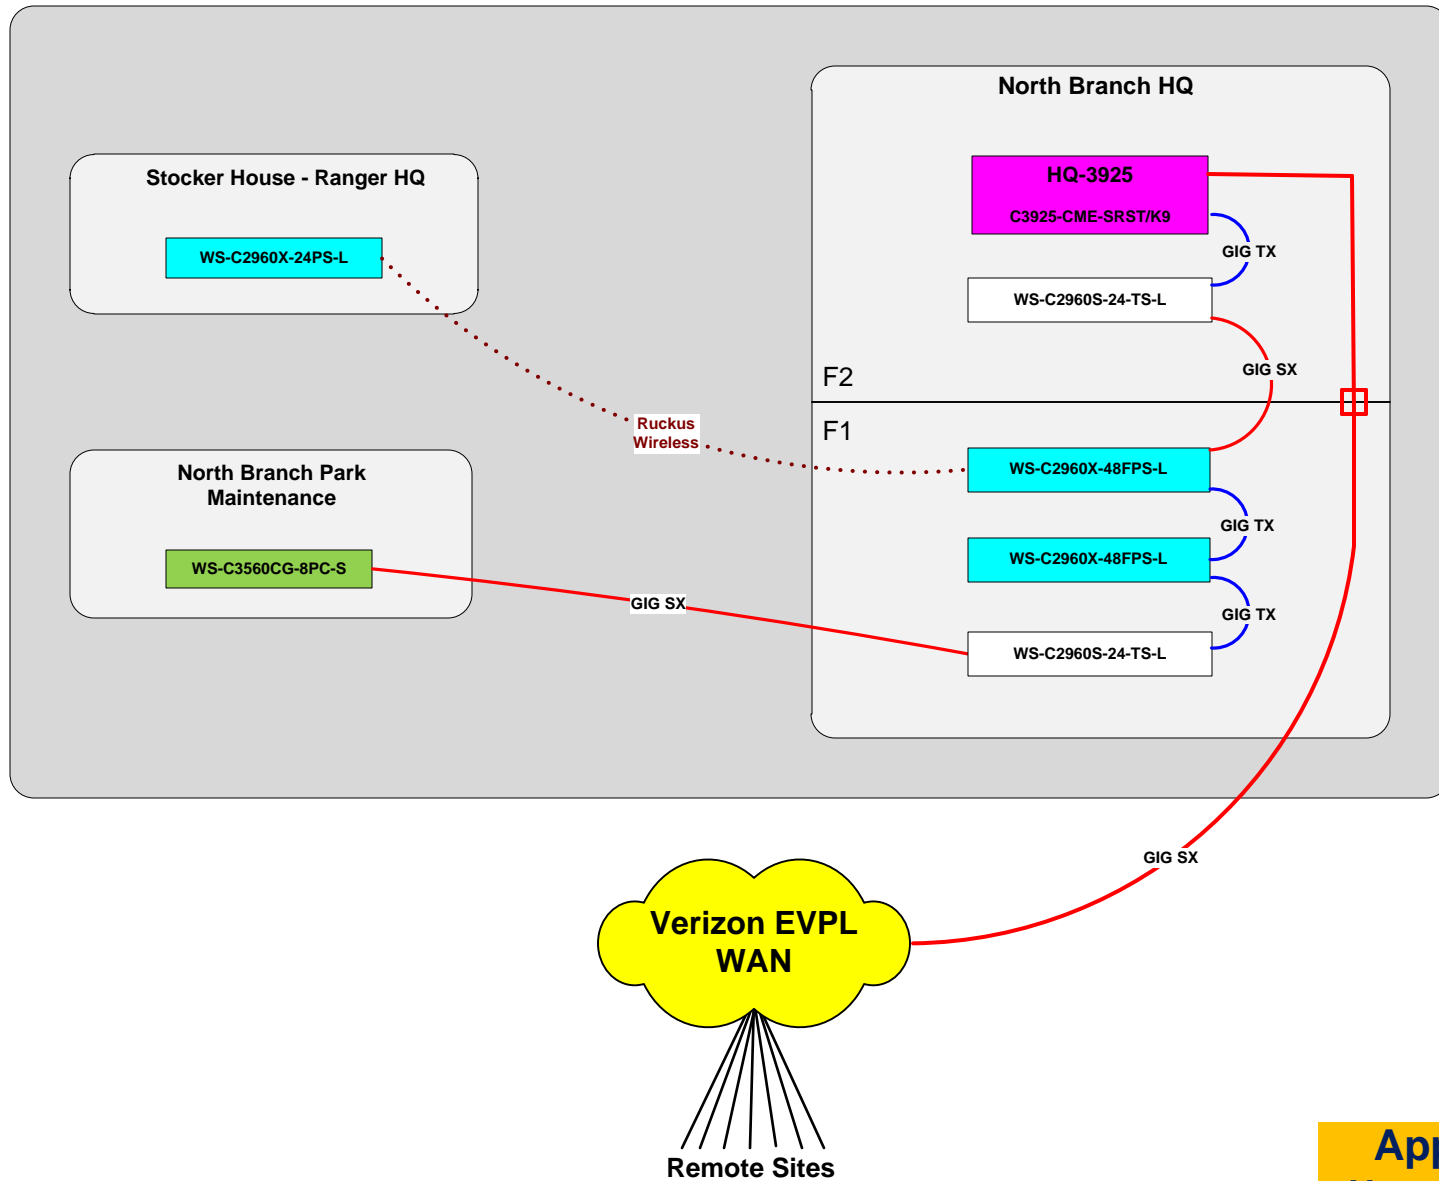 North Branch HQ
HQ-3925
C3925-CME-SRST/K9
GIG TX
WS-C2960S-24-TS-L
GIG SX
F2
F1
WS-C2960X-48FPS-L
GIG TX
WS-C2960X-48FPS-L
GIG TX
WS-C2960S-24-TS-L
Stocker House - Ranger HQ
WS-C2960X-24PS-L
Ruckus
Wireless
North Branch Park
Maintenance
WS-C3560CG-8PC-S
GIG SX
GIG SX
Verizon EVPL
WAN
Remote Sites
App